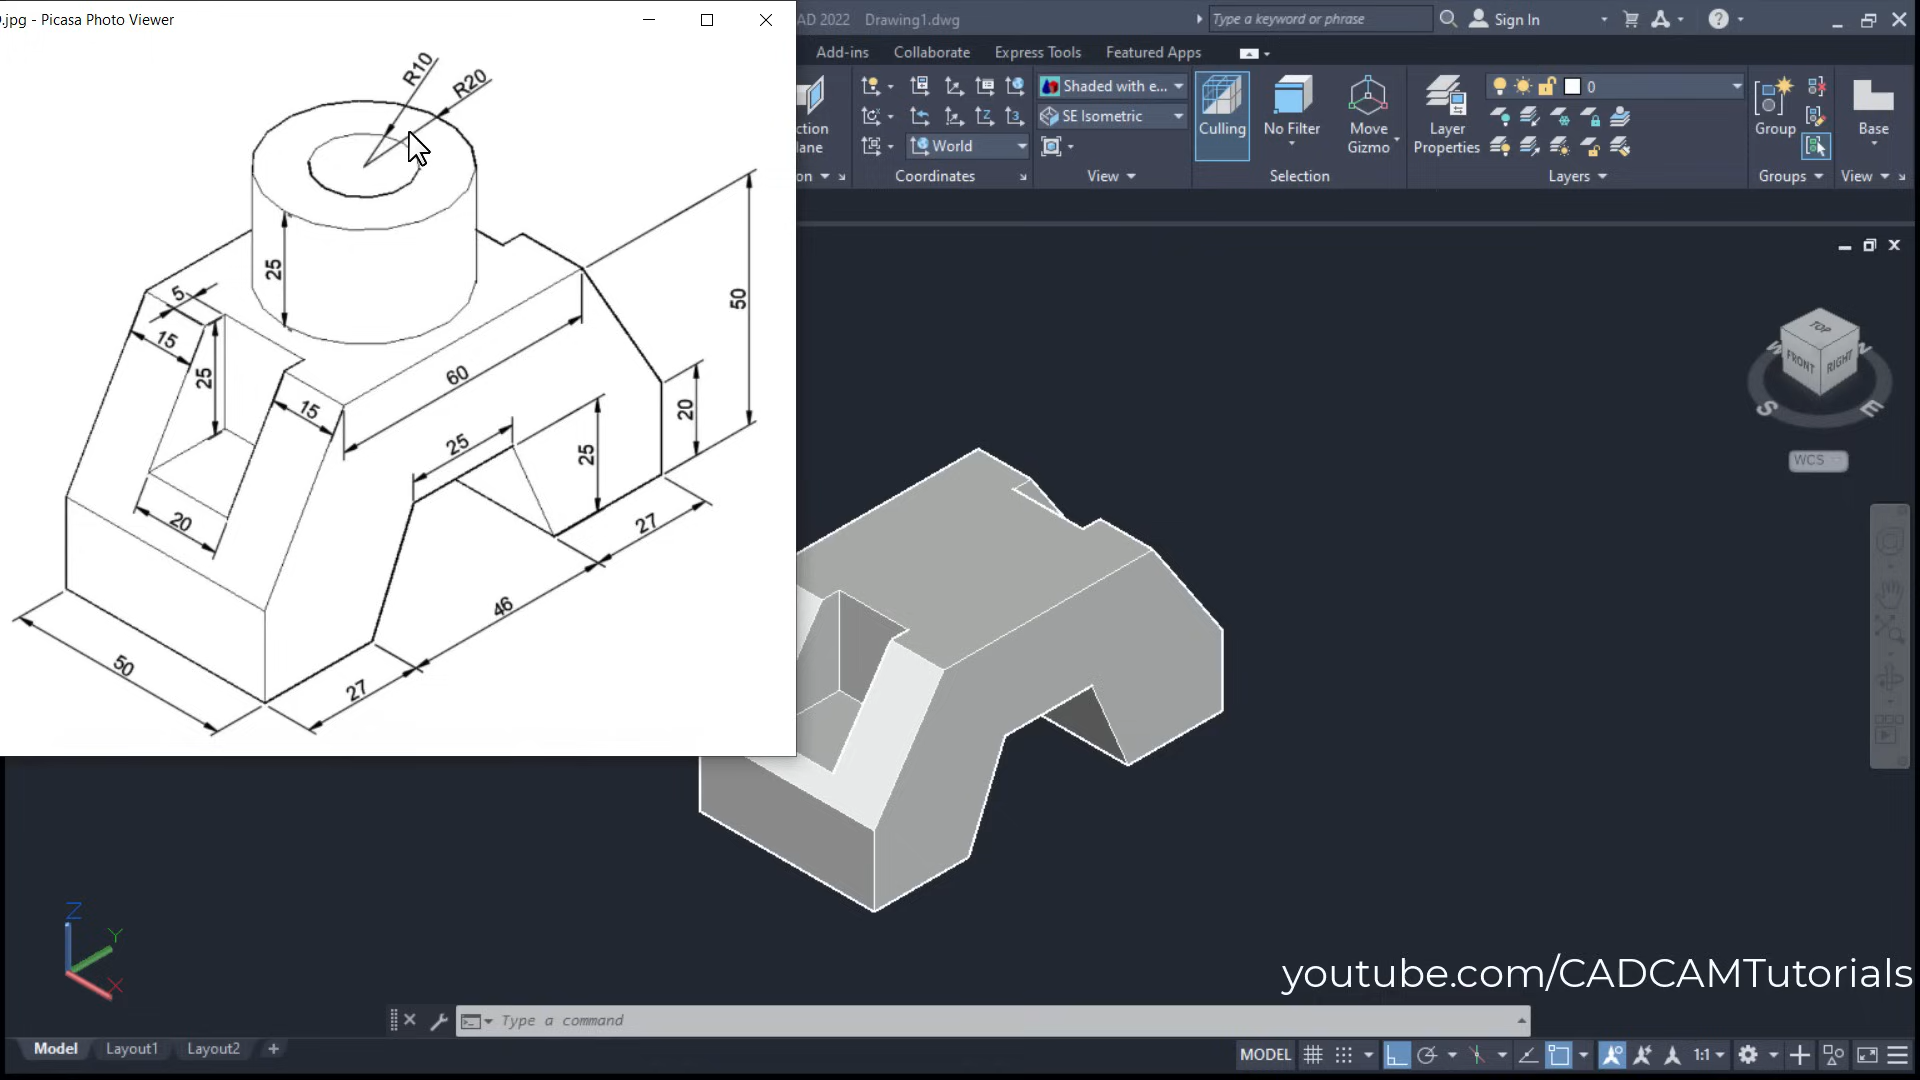 .jpg - Picasa Photo Viewer
AD 2022 Drawing1.dwg
Type a keyword or phrase
Sign In
Add-ins Collaborate Express Tools Featured Apps
Shaded with e...
SE Isometric
World
ction
lane
Culling
No Filter
Move
Gizmo
Layer
Properties
0
Group
Base
on
Coordinates
View
Selection
Layers
Groups
View
R10
R20
25
5
15
25
15
60
50
20
25
25
20
27
46
50
27
TOP
FRONT
RIGHT
W
N
S
E
WCS
Z
Y
X
youtube.com/CADCAMTutorials
Type a command
Model Layout1 Layout2 +
MODEL
1:1